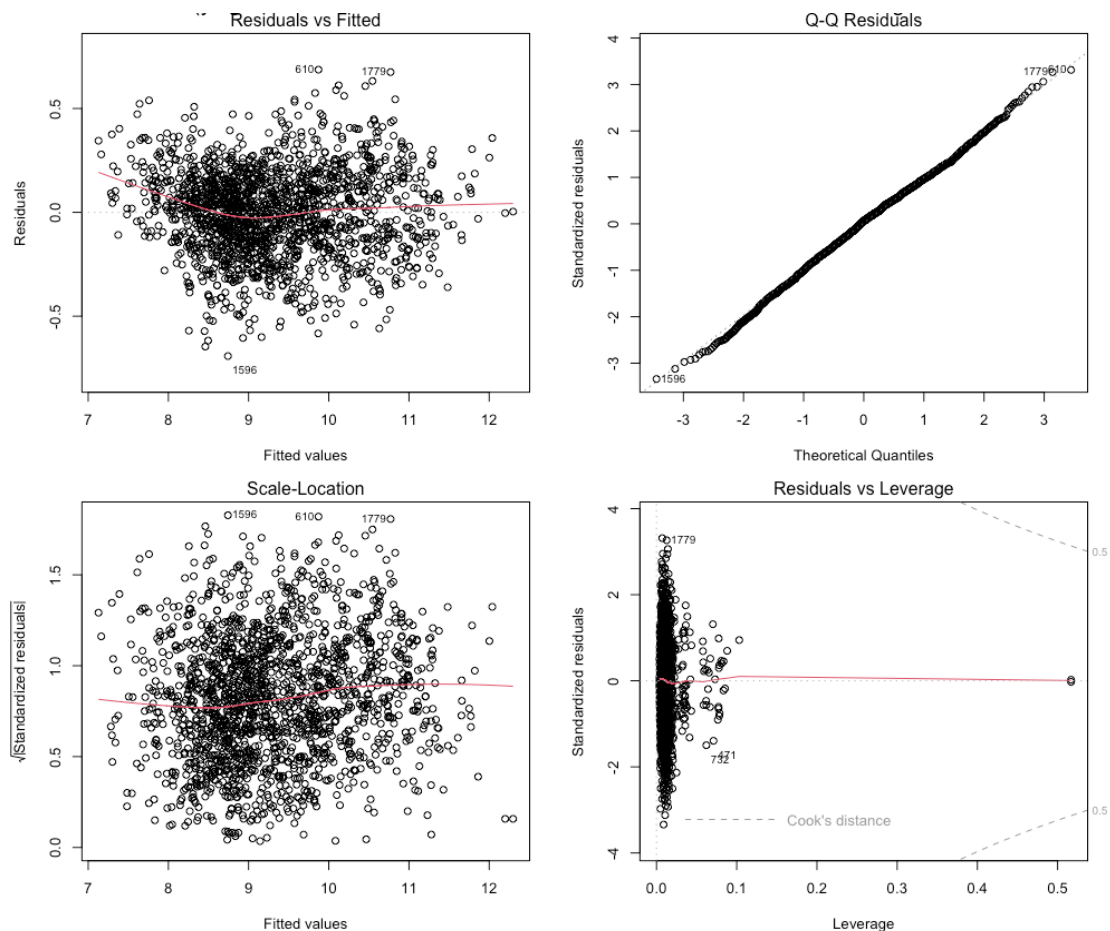 Residuals vs Fitted
610
1779
1596
Residuals
0.5
0.0
-0.5
7 8 9 10 11 12
Fitted values
Q-Q Residuals
1779
610
1596
Standardized residuals
4
3
2
1
0
-1
-2
-3
-3 -2 -1 0 1 2 3
Theoretical Quantiles
Scale-Location
1596
610
1779
√|Standardized residuals|
1.5
1.0
0.5
0.0
7 8 9 10 11 12
Fitted values
Residuals vs Leverage
1779
471
732
0.5
0.5
Cook's distance
Standardized residuals
4
2
0
-2
-4
0.0 0.1 0.2 0.3 0.4 0.5
Leverage